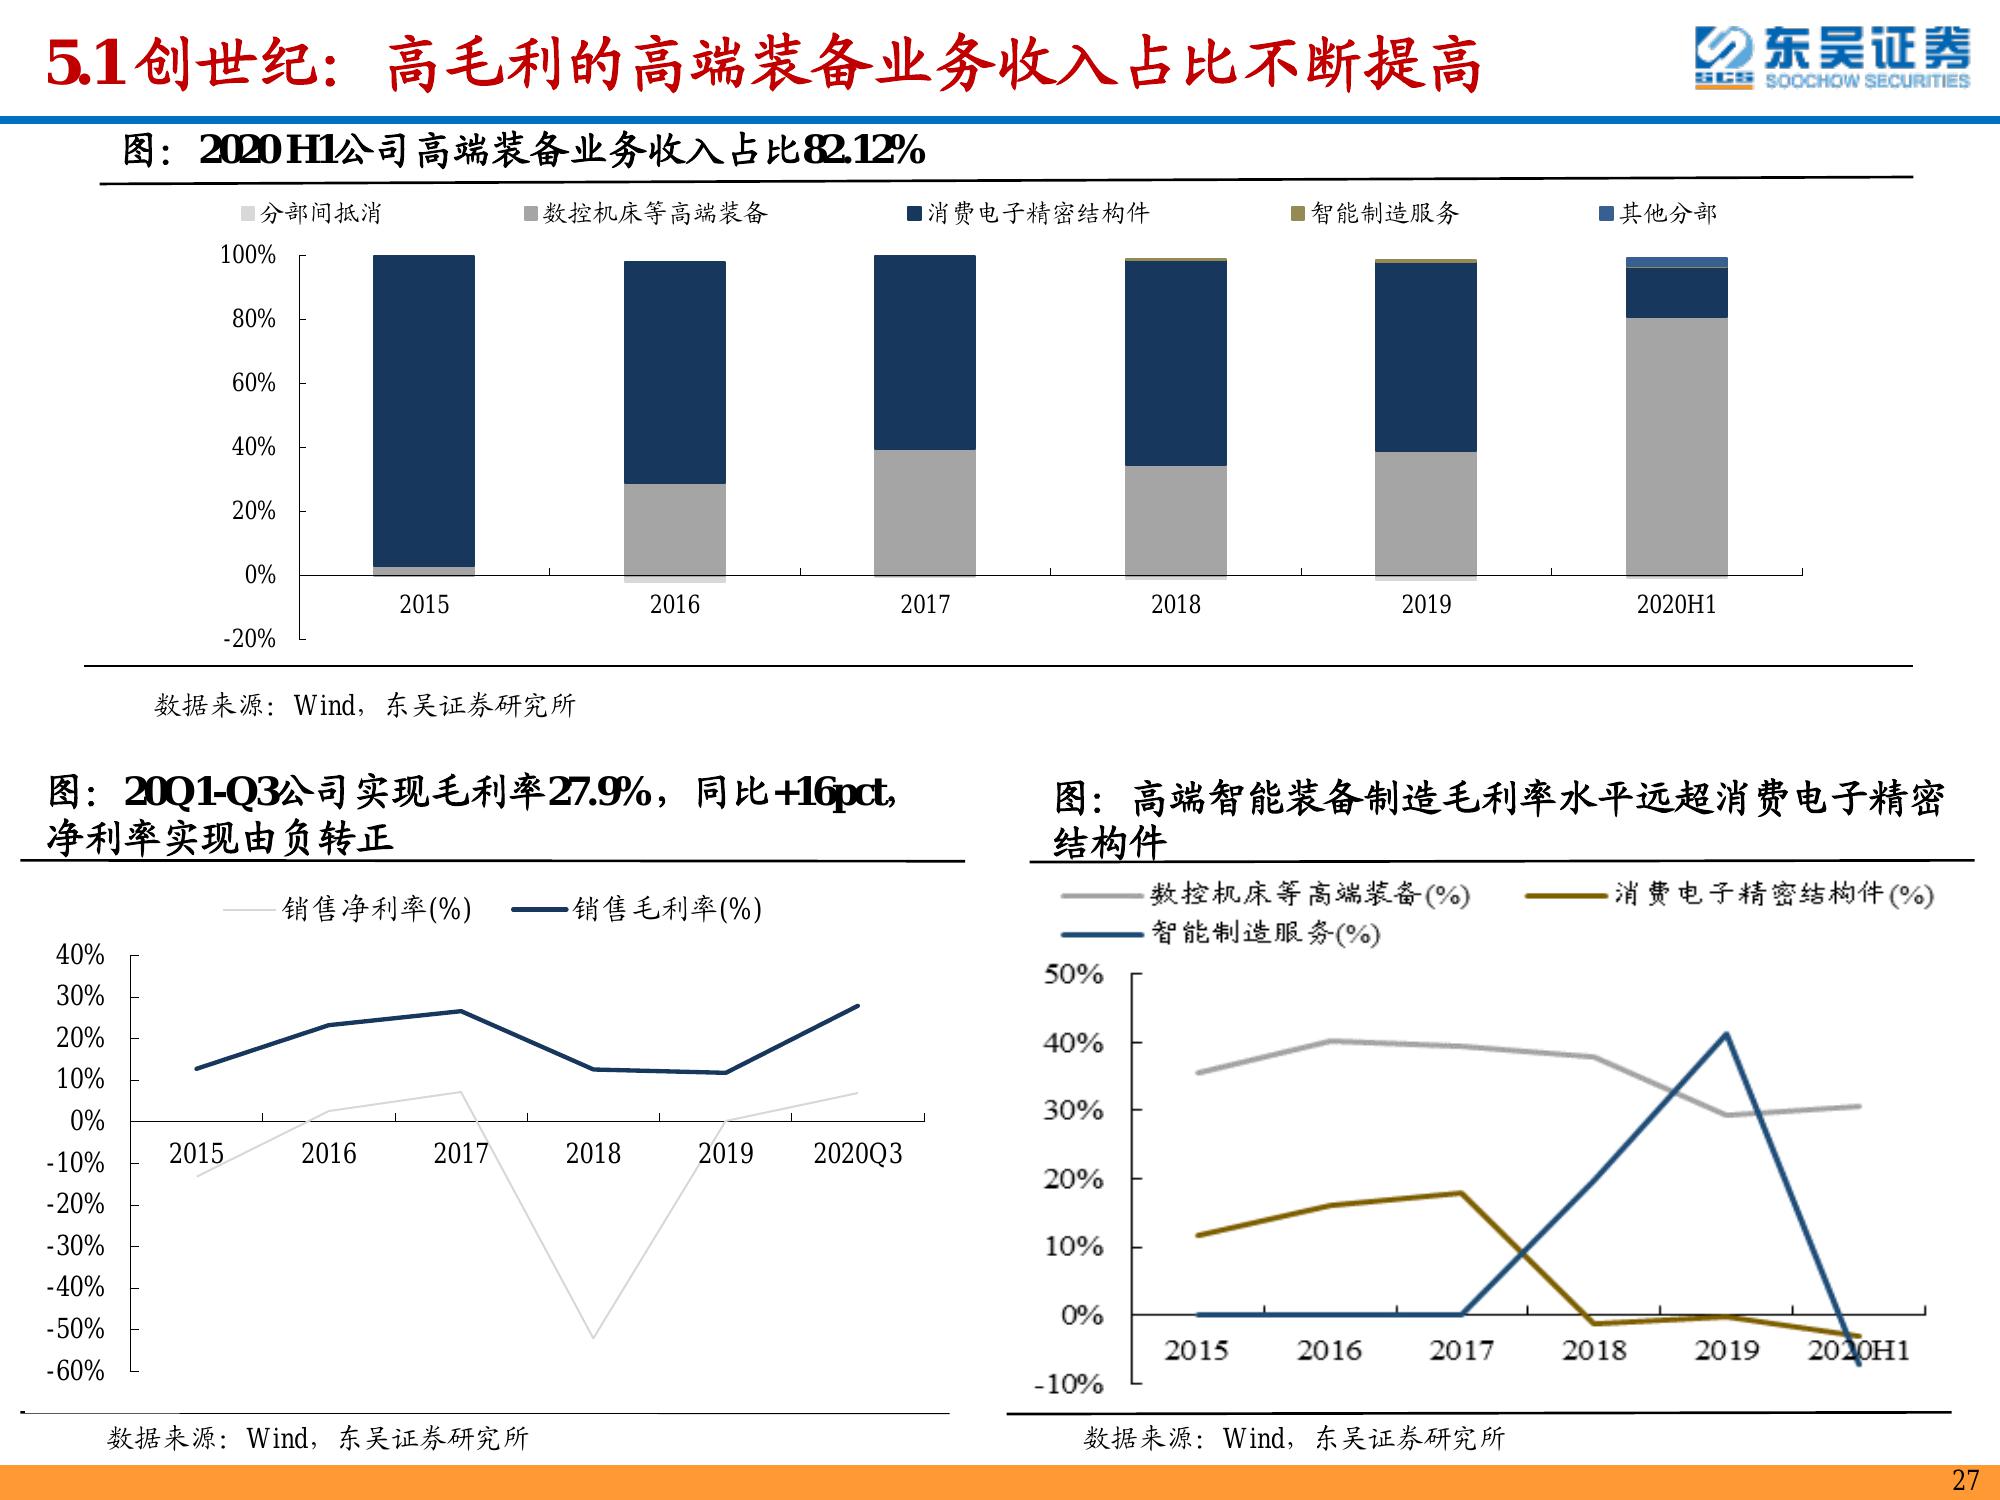 5.1创世纪：高毛利的高端装备业务收入占比不断提高
东吴证券
SCS SOOCHOW SECURITIES
图：2020 H1公司高端装备业务收入占比82.12%
分部间抵消 数控机床等高端装备 消费电子精密结构件 智能制造服务 其他分部
100%
80%
60%
40%
20%
0%
-20%
2015 2016 2017 2018 2019 2020H1
数据来源：Wind，东吴证券研究所
图：20Q1-Q3公司实现毛利率27.9%，同比+16pct，
净利率实现由负转正
销售净利率(%) 销售毛利率(%)
40%
30%
20%
10%
0%
-10%
-20%
-30%
-40%
-50%
-60%
2015 2016 2017 2018 2019 2020Q3
数据来源：Wind，东吴证券研究所
图：高端智能装备制造毛利率水平远超消费电子精密
结构件
数控机床等高端装备(%) 消费电子精密结构件(%)
智能制造服务(%)
50%
40%
30%
20%
10%
0%
-10%
2015 2016 2017 2018 2019 2020H1
数据来源：Wind，东吴证券研究所
27